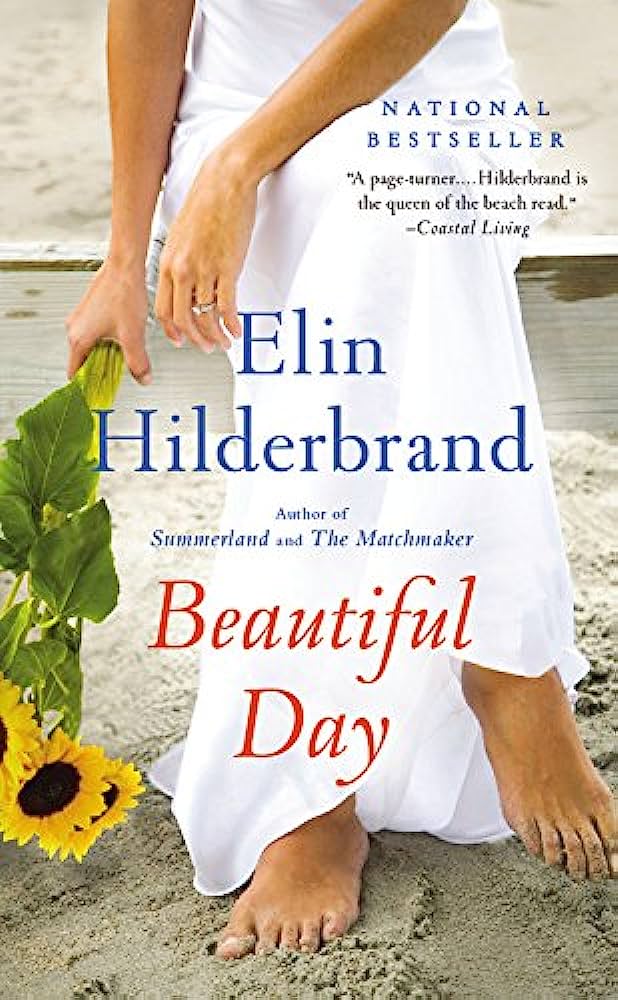 NATIONAL
BESTSELLER
"A page-turner....Hilderbrand is
the queen of the beach read."
–Coastal Living
Elin
Hilderbrand
Author of
Summerland and The Matchmaker
Beautiful
Day